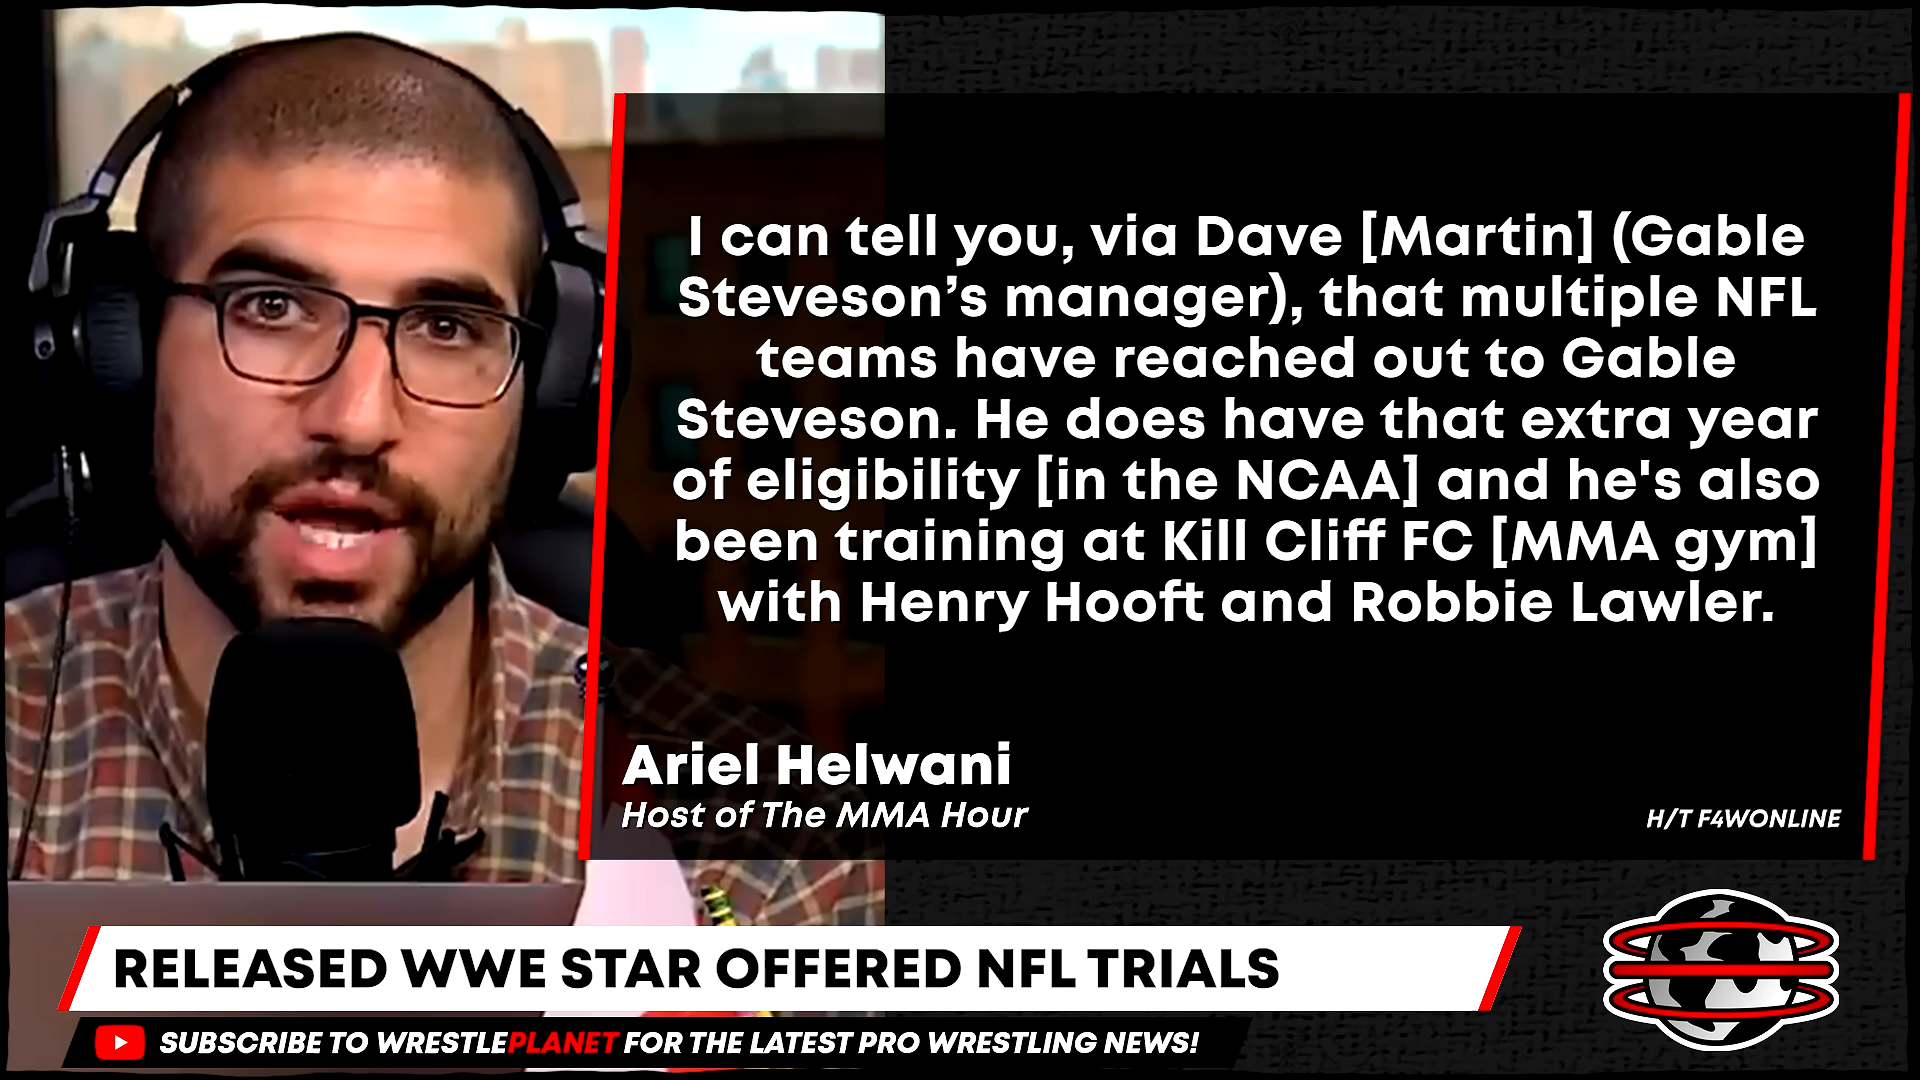 I can tell you, via Dave [Martin] (Gable
Steveson’s manager), that multiple NFL
teams have reached out to Gable
Steveson. He does have that extra year
of eligibility [in the NCAA] and he's also
been training at Kill Cliff FC [MMA gym]
with Henry Hooft and Robbie Lawler.
Ariel Helwani
Host of The MMA Hour
H/T F4WONLINE
RELEASED WWE STAR OFFERED NFL TRIALS
SUBSCRIBE TO WRESTLEPLANET FOR THE LATEST PRO WRESTLING NEWS!